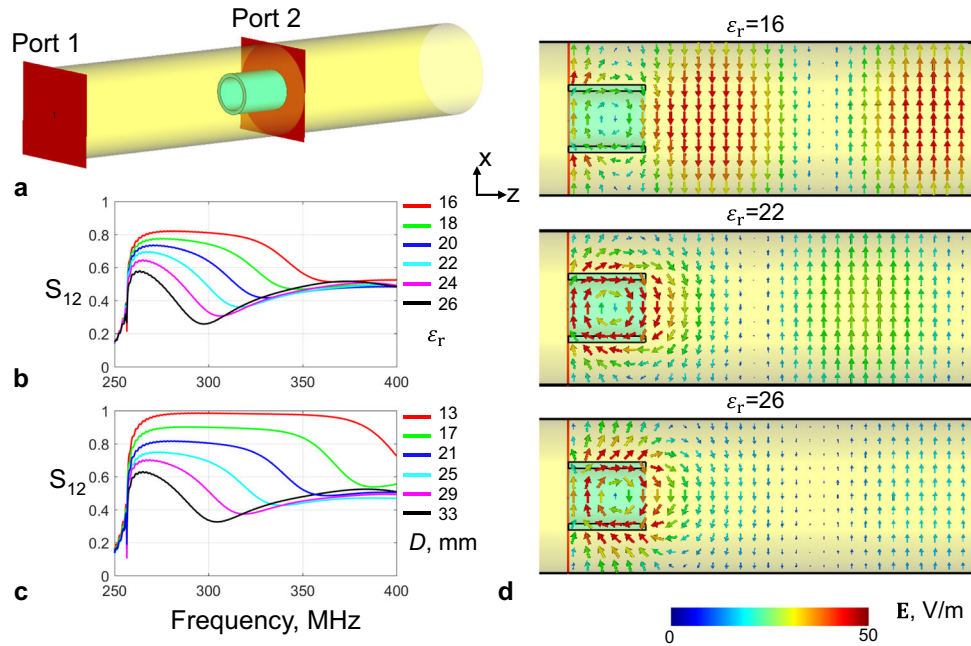 Port 1
Port 2
x
z
a
1
0.8
0.6
0.4
0.2
0
S12
250
300
350
400
16
18
20
22
24
26
εr
b
1
0.8
0.6
0.4
0.2
0
S12
250
300
350
400
13
17
21
25
29
33
D, mm
c
Frequency, MHz
εr=16
εr=22
εr=26
d
0
50
E, V/m